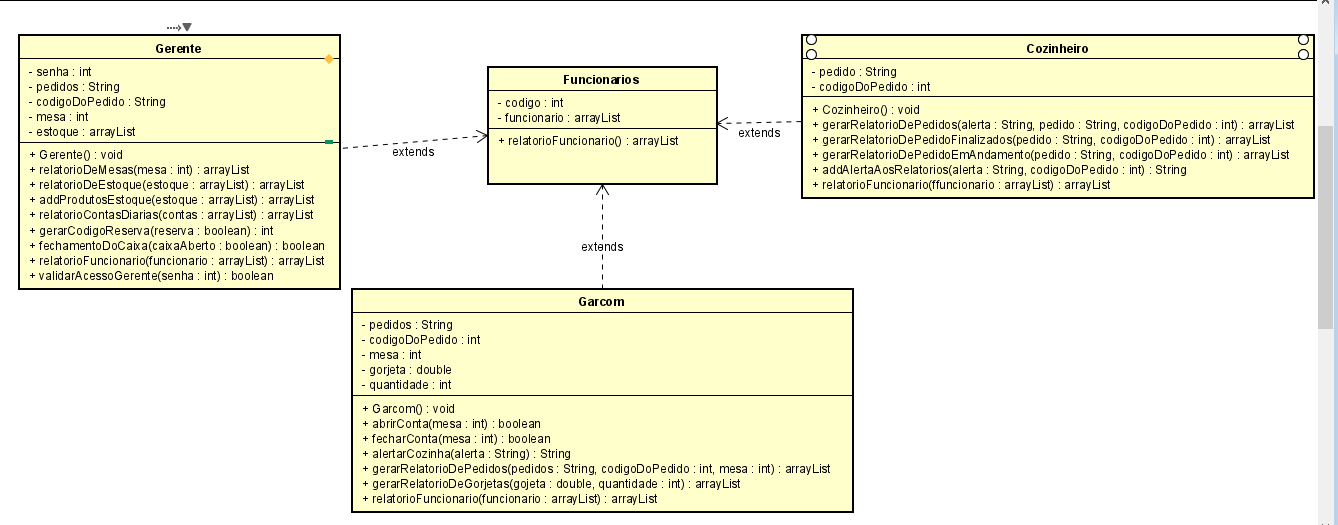 Gerente
- senha : int
- pedidos : String
- codigoDoPedido : String
- mesa : int
- estoque : arrayList
+ Gerente() : void
+ relatorioDeMesas(mesa : int) : arrayList
+ relatorioDeEstoque(estoque : arrayList) : arrayList
+ addProdutosEstoque(estoque : arrayList) : arrayList
+ relatorioContasDiarias(contas : arrayList) : arrayList
+ gerarCodigoReserva(reserva : boolean) : int
+ fechamentoDoCaixa(caixaAberto : boolean) : boolean
+ relatorioFuncionario(funcionario : arrayList) : arrayList
+ validarAcessoGerente(senha : int) : boolean
extends
Funcionarios
- codigo : int
- funcionario : arrayList
+ relatorioFuncionario() : arrayList
extends
Cozinheiro
- pedido : String
- codigoDoPedido : int
+ Cozinheiro() : void
+ gerarRelatorioDePedidos(alerta : String, pedido : String, codigoDoPedido : int) : arrayList
+ gerarRelatorioDePedidoFinalizados(pedido : String, codigoDoPedido : int) : arrayList
+ gerarRelatorioDePedidoEmAndamento(pedido : String, codigoDoPedido : int) : arrayList
+ addAlertaAosRelatorios(alerta : String, codigoDoPedido : int) : String
+ relatorioFuncionario(ffuncionario : arrayList) : arrayList
extends
Garcom
- pedidos : String
- codigoDoPedido : int
- mesa : int
- gorjeta : double
- quantidade : int
+ Garcom() : void
+ abrirConta(mesa : int) : boolean
+ fecharConta(mesa : int) : boolean
+ alertarCozinha(alerta : String) : String
+ gerarRelatorioDePedidos(pedidos : String, codigoDoPedido : int, mesa : int) : arrayList
+ gerarRelatorioDeGorjetas(gojeta : double, quantidade : int) : arrayList
+ relatorioFuncionario(funcionario : arrayList) : arrayList